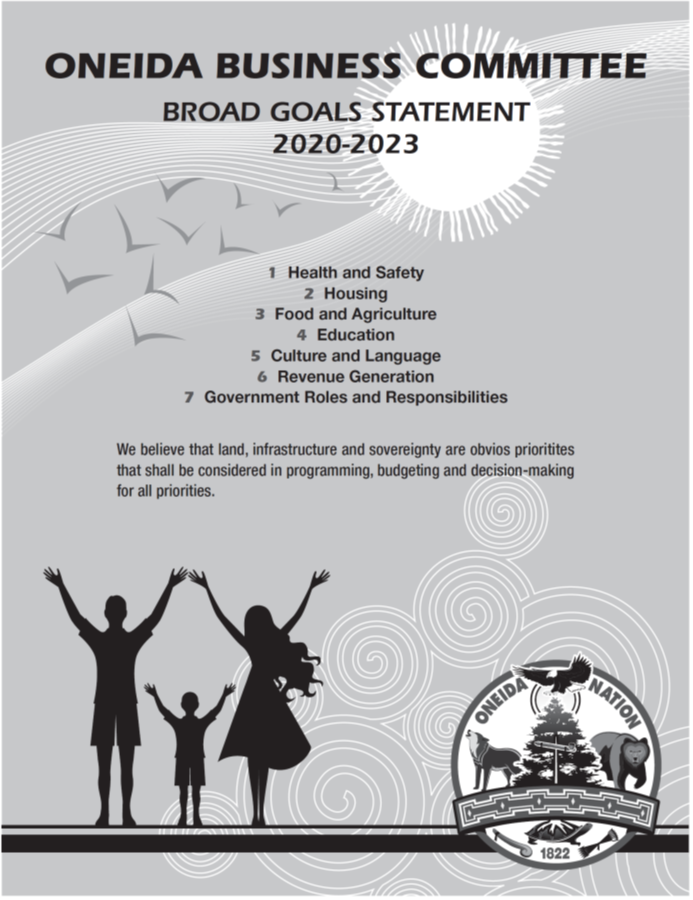 ONEIDA BUSINESS COMMITTEE
BROAD GOALS STATEMENT
2020-2023
1 Health and Safety
2 Housing
3 Food and Agriculture
4 Education
5 Culture and Language
6 Revenue Generation
7 Government Roles and Responsibilities
We believe that land, infrastructure and sovereignty are obvios prioritites
that shall be considered in programming, budgeting and decision-making
for all priorities.
ONEIDA NATION
1822